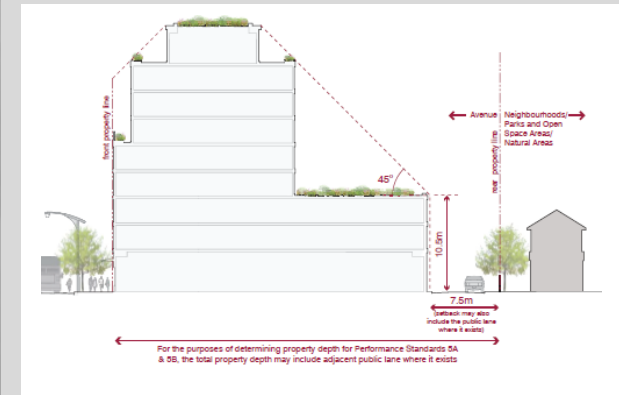 front property line
45°
10.5m
rear property line
Avenue
Neighbourhoods/
Parks and Open
Space Areas/
Natural Areas
7.5m
(setback may also
include the public lane
where it exists)
For the purposes of determining property depth for Performance Standards 5A
& 5B, the total property depth may include adjacent public lane where it exists